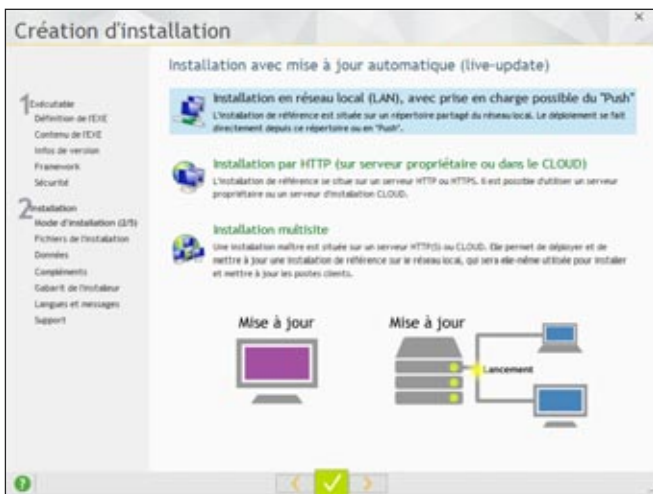 Création d'installation
Installation avec mise à jour automatique (live-update)
1 Exécutable
Définition de l'EXE
Contenu de l'EXE
Infos de version
Framework
Sécurité
2 Installation
Mode d'installation (2/5)
Fichiers de l'installation
Données
Compléments
Gabarit de l'installeur
Langues et messages
Support
Installation en réseau local (LAN), avec prise en charge possible du "Push"
L'installation de référence est située sur un répertoire partagé du réseau local. Le déploiement se fait
directement depuis ce répertoire ou en "Push".
Installation par HTTP (sur serveur propriétaire ou dans le CLOUD)
L'installation de référence se situe sur un serveur HTTP ou HTTPS. Il est possible d'utiliser un serveur
propriétaire ou un serveur d'installation CLOUD.
Installation multisite
Une installation maître est située sur un serveur HTTP(S) ou CLOUD. Elle permet de déployer et de
mettre à jour une installation de référence sur le réseau local, qui sera elle-même utilisée pour installer
et mettre à jour les postes clients.
Mise à jour
Mise à jour
Lancement